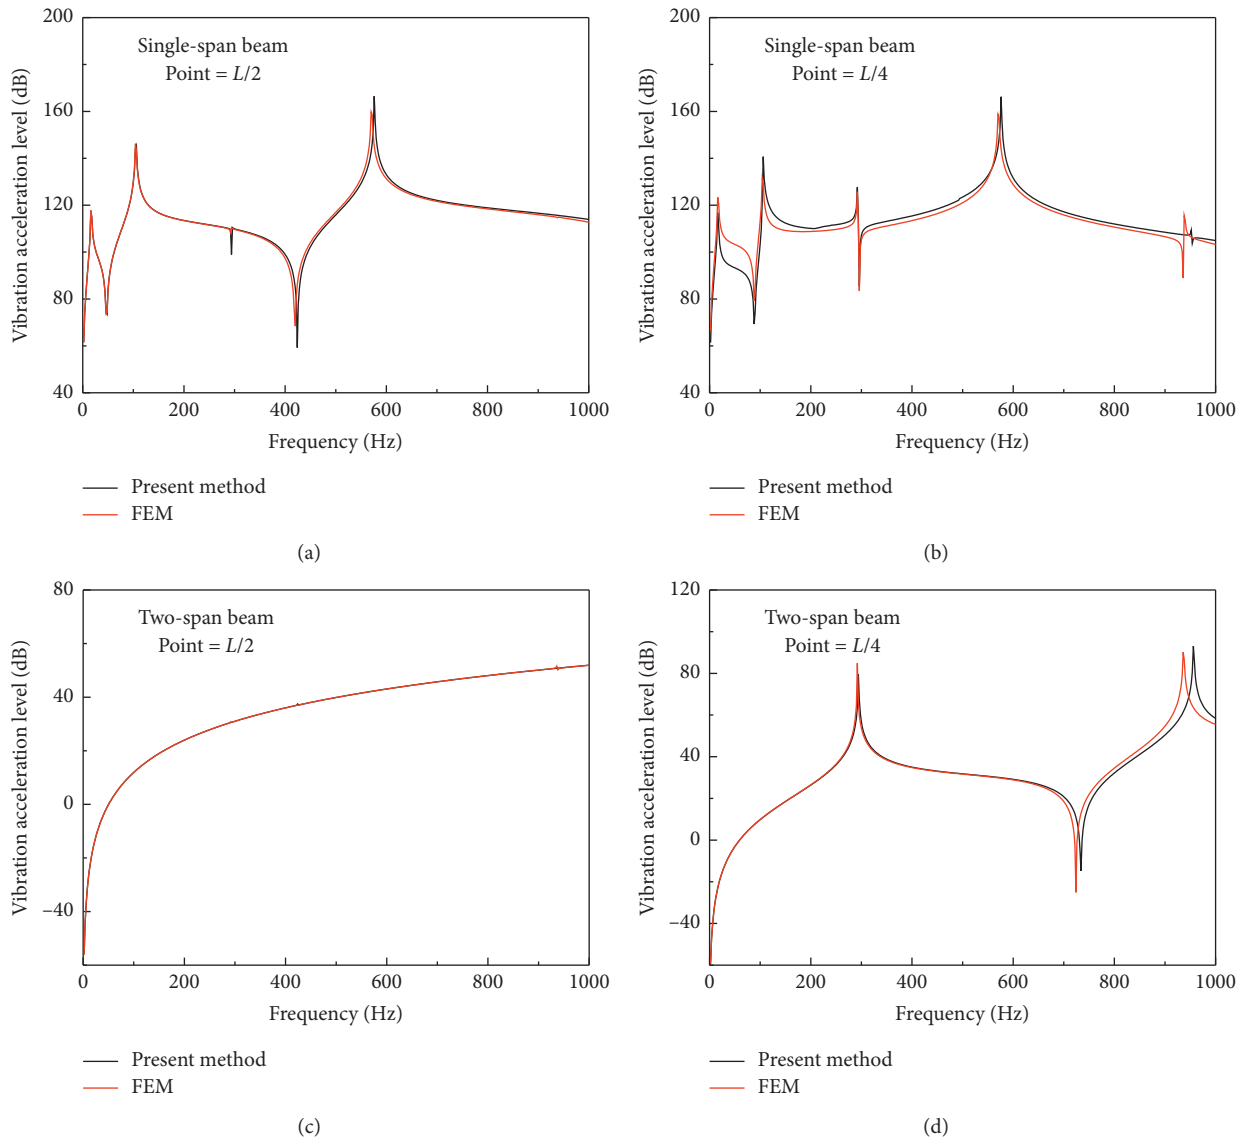 200
160
120
80
40
Vibration acceleration level (dB)
Single-span beam
Point = L/2
0
200
400
600
800
1000
Frequency (Hz)
Present method
FEM
(a)
200
160
120
80
40
Vibration acceleration level (dB)
Single-span beam
Point = L/4
0
200
400
600
800
1000
Frequency (Hz)
Present method
FEM
(b)
80
40
0
−40
Vibration acceleration level (dB)
Two-span beam
Point = L/2
0
200
400
600
800
1000
Frequency (Hz)
Present method
FEM
(c)
120
80
40
0
−40
Vibration acceleration level (dB)
Two-span beam
Point = L/4
0
200
400
600
800
1000
Frequency (Hz)
Present method
FEM
(d)